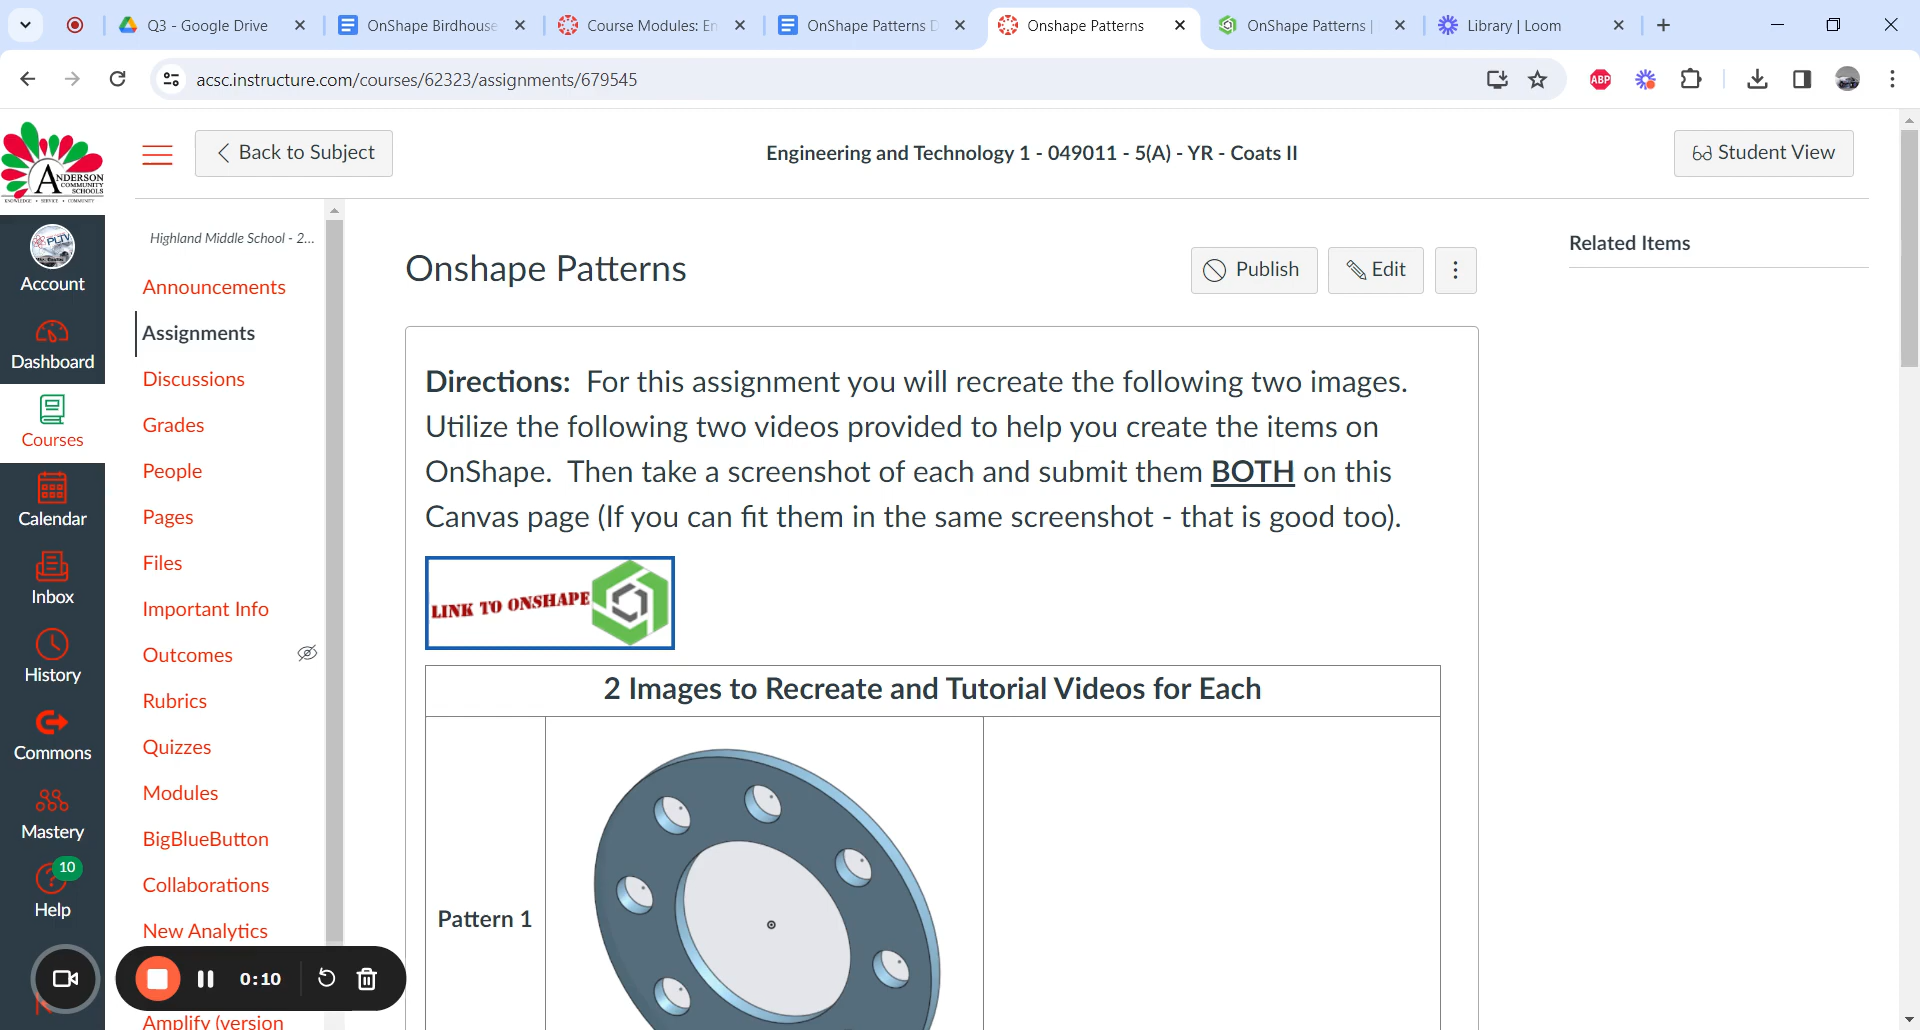 Q3 - Google Drive
OnShape Birdhouse
Course Modules: En
OnShape Patterns D
Onshape Patterns
OnShape Patterns |
Library | Loom
acsc.instructure.com/courses/62323/assignments/679545
ABP
ANDERSON
COMMUNITY
SCHOOLS
KNOWLEDGE • SERVICE • COMMUNITY
Back to Subject
Engineering and Technology 1 - 049011 - 5(A) - YR - Coats II
Student View
Account
Dashboard
Courses
Calendar
Inbox
History
Commons
Mastery
10
Help
Highland Middle School - 2...
Announcements
Assignments
Discussions
Grades
People
Pages
Files
Important Info
Outcomes
Rubrics
Quizzes
Modules
BigBlueButton
Collaborations
New Analytics
Amplify (version
0:10
Onshape Patterns
Publish
Edit
Related Items
Directions: For this assignment you will recreate the following two images.
Utilize the following two videos provided to help you create the items on
OnShape. Then take a screenshot of each and submit them BOTH on this
Canvas page (If you can fit them in the same screenshot - that is good too).
LINK TO ONSHAPE
2 Images to Recreate and Tutorial Videos for Each
Pattern 1